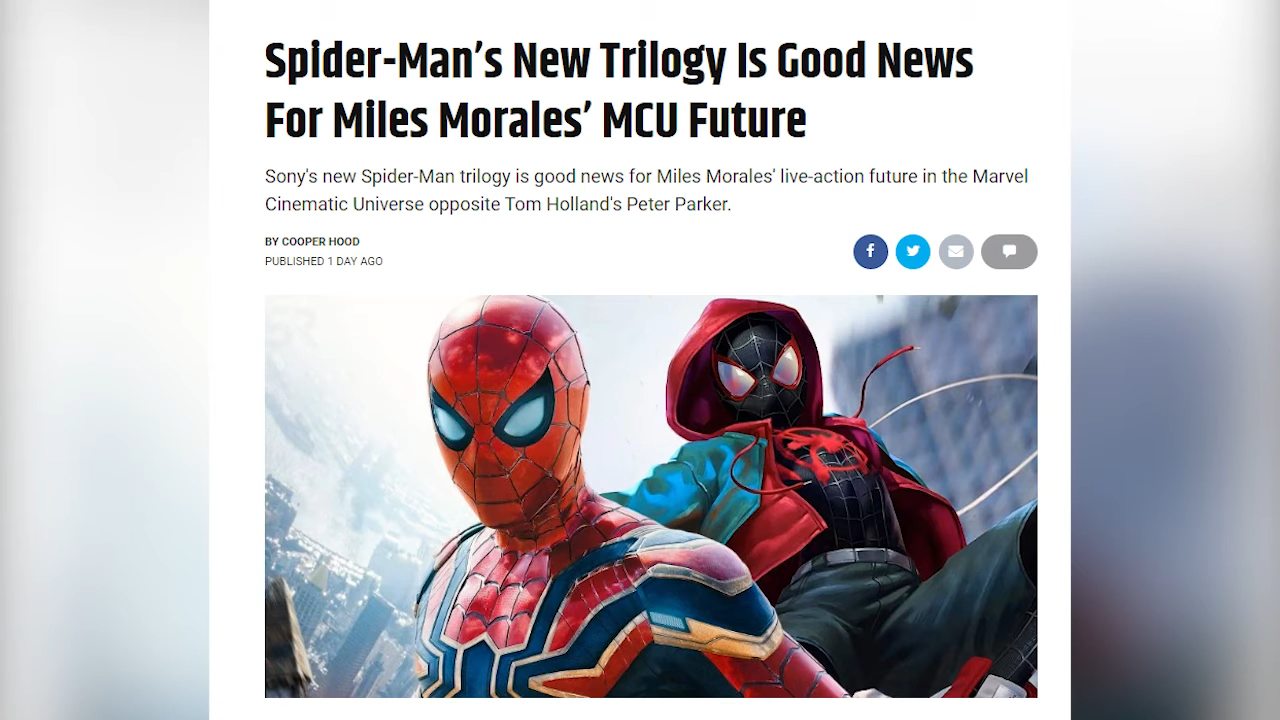 Spider-Man’s New Trilogy Is Good News
For Miles Morales’ MCU Future
Sony's new Spider-Man trilogy is good news for Miles Morales' live-action future in the Marvel
Cinematic Universe opposite Tom Holland's Peter Parker.
BY COOPER HOOD
PUBLISHED 1 DAY AGO